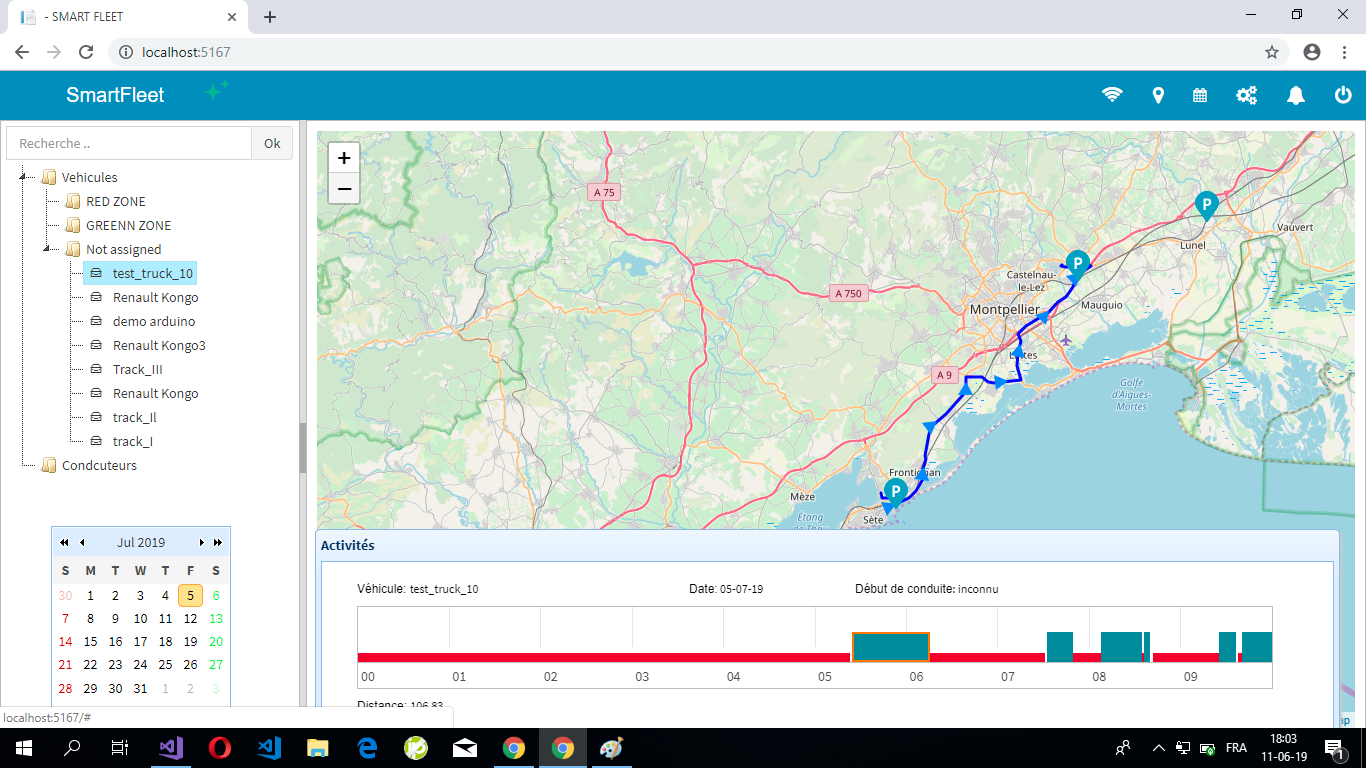 - SMART FLEET
localhost:5167
SmartFleet
Recherche ..
Ok
Vehicules
RED ZONE
GREENN ZONE
Not assigned
test_truck_10
Renault Kongo
demo arduino
Renault Kongo3
Track_III
Renault Kongo
track_Il
track_I
Condcuteurs
Jul 2019
S M T W T F S
30 1 2 3 4 5 6
7 8 9 10 11 12 13
14 15 16 17 18 19 20
21 22 23 24 25 26 27
28 29 30 31 1 2 3
localhost:5167/#
+
−
A 75
A 750
A 9
P
P
P
Lunel
Vauvert
Castelnau-
le-Lez
Mauguio
Montpellier
Lattes
Golfe
d'Aigues-
Mortes
Frontignan
Mèze
Sète
Étang
de Thau
Activités
Véhicule: test_truck_10
Date: 05-07-19
Début de conduite: inconnu
00 01 02 03 04 05 06 07 08 09
Distance: 106.83
ap
FRA
18:03
11-06-19
1